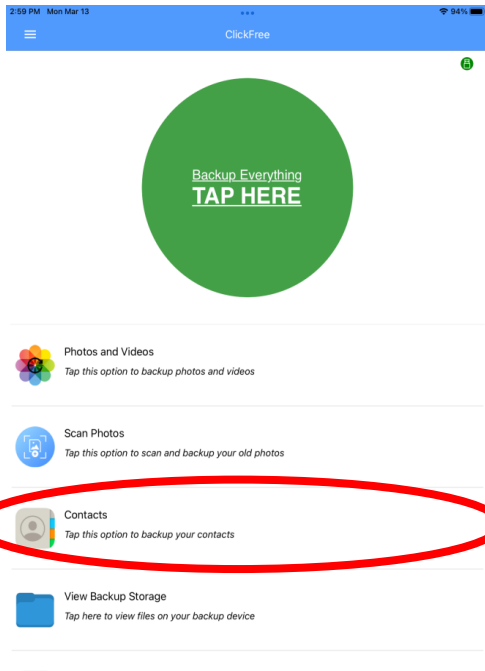 2:59 PM Mon Mar 13
94%
ClickFree
Backup Everything
TAP HERE
Photos and Videos
Tap this option to backup photos and videos
Scan Photos
Tap this option to scan and backup your old photos
Contacts
Tap this option to backup your contacts
View Backup Storage
Tap here to view files on your backup device